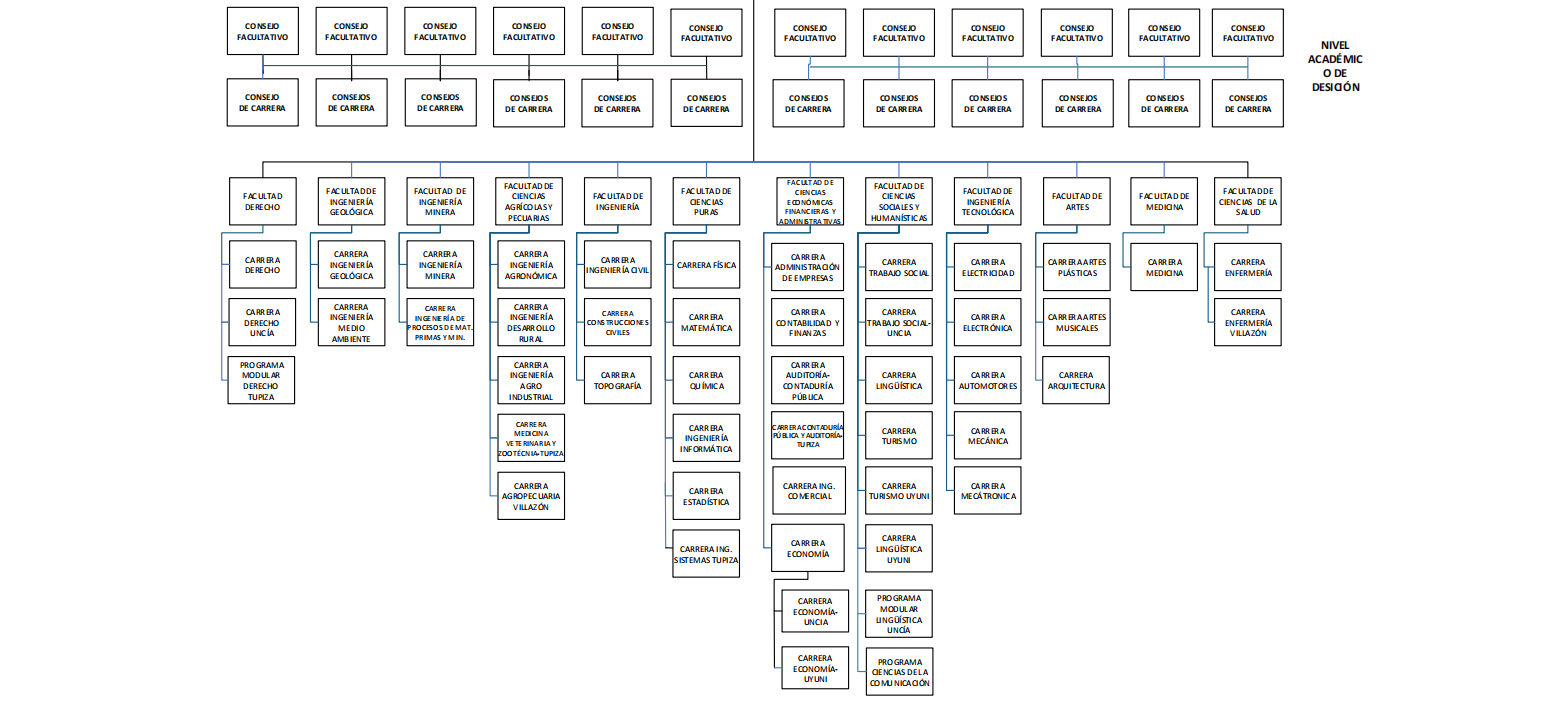 CONSEJO
FACULTATIVO
CONSEJO
FACULTATIVO
CONSEJO
FACULTATIVO
CONSEJO
FACULTATIVO
CONSEJO
FACULTATIVO
CONSEJO
FACULTATIVO
CONSEJO
FACULTATIVO
CONSEJO
FACULTATIVO
CONSEJO
FACULTATIVO
CONSEJO
FACULTATIVO
CONSEJO
FACULTATIVO
CONSEJO
FACULTATIVO
NIVEL
ACADÉMIC
O DE
DESICIÓN
CONSEJO
DE CARRERA
CONSEJOS
DE CARRERA
CONSEJOS
DE CARRERA
CONSEJOS
DE CARRERA
CONSEJOS
DE CARRERA
CONSEJOS
DE CARRERA
CONSEJOS
DE CARRERA
CONSEJOS
DE CARRERA
CONSEJOS
DE CARRERA
CONSEJOS
DE CARRERA
CONSEJOS
DE CARRERA
CONSEJOS
DE CARRERA
FACULTAD
DERECHO
CARRERA
DERECHO
CARRERA
DERECHO
UNCÍA
PROGRAMA
MODULAR
DERECHO
TUPIZA
FACULTAD DE
INGENIERÍA
GEOLÓGICA
CARRERA
INGENIERÍA
GEOLÓGICA
CARRERA
INGENIERÍA
MEDIO
AMBIENTE
FACULTAD DE
INGENIERÍA
MINERA
CARRERA
INGENIERÍA
MINERA
CARRERA
INGENIERÍA DE
PROCESOS DE MAT.
PRIMAS Y MIN.
FACULTAD DE
CIENCIAS
AGRÍCOLAS Y
PECUARIAS
CARRERA
INGENIERÍA
AGRONÓMICA
CARRERA
INGENIERÍA
DESARROLLO
RURAL
CARRERA
INGENIERÍA
AGRO
INDUSTRIAL
CARRERA
MEDICINA
VETERINARIA Y
ZOOTÉCNIA-TUPIZA
CARRERA
AGROPECUARIA
VILLAZÓN
FACULTAD DE
INGENIERÍA
CARRERA
INGENIERÍA CIVIL
CARRERA
CONSTRUCCIONES
CIVILES
CARRERA
TOPOGRAFÍA
FACULTAD DE
CIENCIAS
PURAS
CARRERA FÍSICA
CARRERA
MATEMÁTICA
CARRERA
QUÍMICA
CARRERA
INGENIERÍA
INFORMÁTICA
CARRERA
ESTADÍSTICA
CARRERA ING.
SISTEMAS TUPIZA
FACULTAD DE
CIENCIAS
ECONÓMICAS
FINANCIERAS Y
ADMINISTRATIVAS
CARRERA
ADMINISTRACIÓN
DE EMPRESAS
CARRERA
CONTABILIDAD Y
FINANZAS
CARRERA
AUDITORÍA-
CONTADURÍA
PÚBLICA
CARRERA CONTADURÍA
PÚBLICA Y AUDITORÍA-
TUPIZA
CARRERA ING.
COMERCIAL
CARRERA
ECONOMÍA
CARRERA
ECONOMÍA-
UNCIA
CARRERA
ECONOMÍA-
UYUNI
FACULTAD DE
CIENCIAS
SOCIALES Y
HUMANÍSTICAS
CARRERA
TRABAJO SOCIAL
CARRERA
TRABAJO SOCIAL-
UNCIA
CARRERA
LINGÜÍSTICA
CARRERA
TURISMO
CARRERA
TURISMO UYUNI
CARRERA
LINGÜÍSTICA
UYUNI
PROGRAMA
MODULAR
LINGÜÍSTICA
UNCÍA
PROGRAMA
CIENCIAS DE LA
COMUNICACIÓN
FACULTAD DE
INGENIERÍA
TECNOLÓGICA
CARRERA
ELECTRICIDAD
CARRERA
ELECTRÓNICA
CARRERA
AUTOMOTORES
CARRERA
MECÁNICA
CARRERA
MECÁTRONICA
FACULTAD DE
ARTES
CARRERA ARTES
PLÁSTICAS
CARRERA ARTES
MUSICALES
CARRERA
ARQUITECTURA
FACULTAD DE
MEDICINA
CARRERA
MEDICINA
FACULTAD DE
CIENCIAS DE LA
SALUD
CARRERA
ENFERMERÍA
CARRERA
ENFERMERÍA
VILLAZÓN